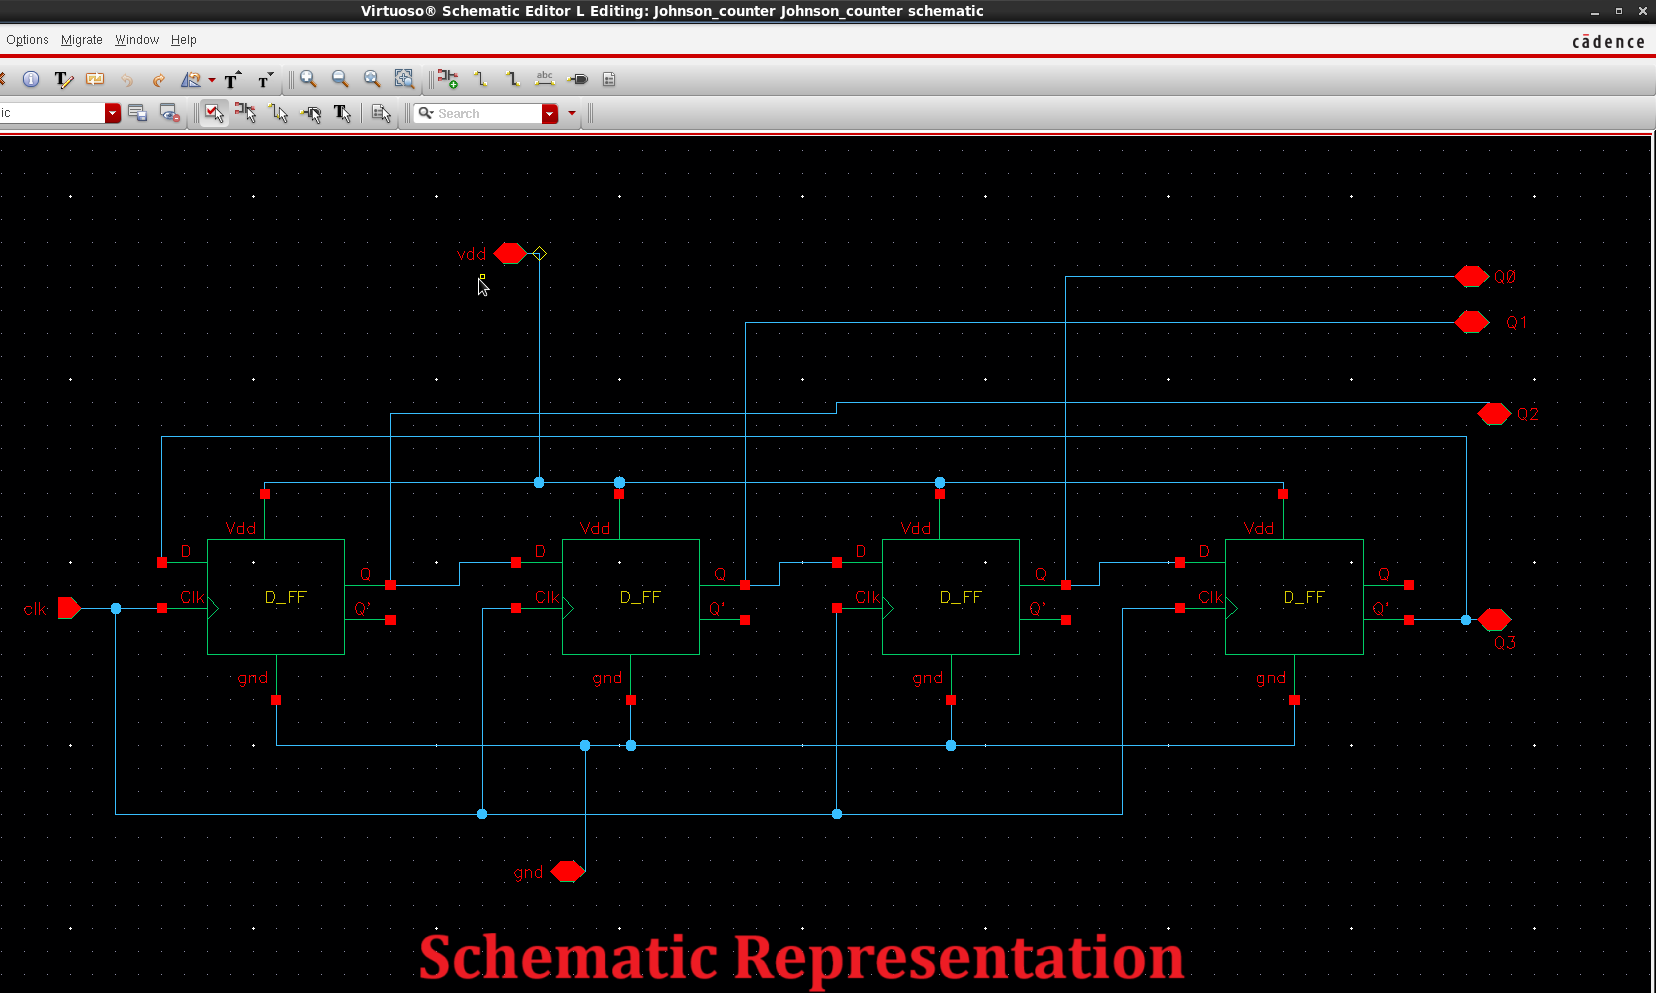 Virtuoso® Schematic Editor L Editing: Johnson_counter Johnson_counter schematic
Options Migrate Window Help
cādence
abc
ic
Search
vdd
Q0
Q1
Q2
Vdd Vdd Vdd Vdd
D D D D
Q Q Q Q
clk Clk D_FF Clk D_FF Clk D_FF Clk D_FF
Q' Q' Q' Q'
Q3
gnd gnd gnd gnd
gnd
Schematic Representation